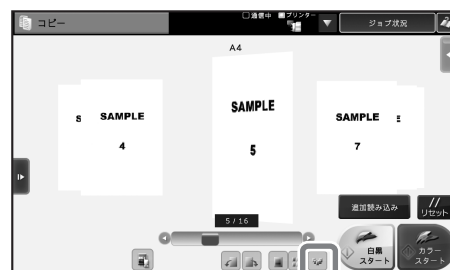 コピー
□通信中 ■プリンター
ジョブ状況
A4
S
SAMPLE
4
SAMPLE
5
SAMPLE
7
5 / 16
追加読み込み
リセット
白黒
スタート
カラー
スタート